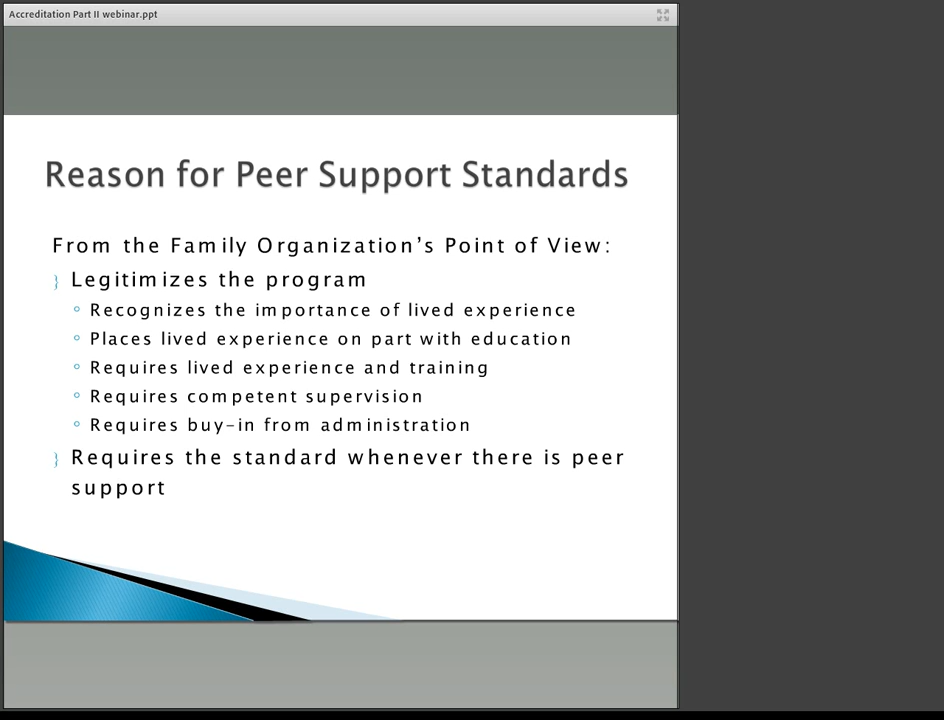 Accreditation Part II webinar.ppt
Reason for Peer Support Standards
From the Family Organization’s Point of View:
} Legitimizes the program
◦ Recognizes the importance of lived experience
◦ Places lived experience on part with education
◦ Requires lived experience and training
◦ Requires competent supervision
◦ Requires buy-in from administration
} Requires the standard whenever there is peer
support